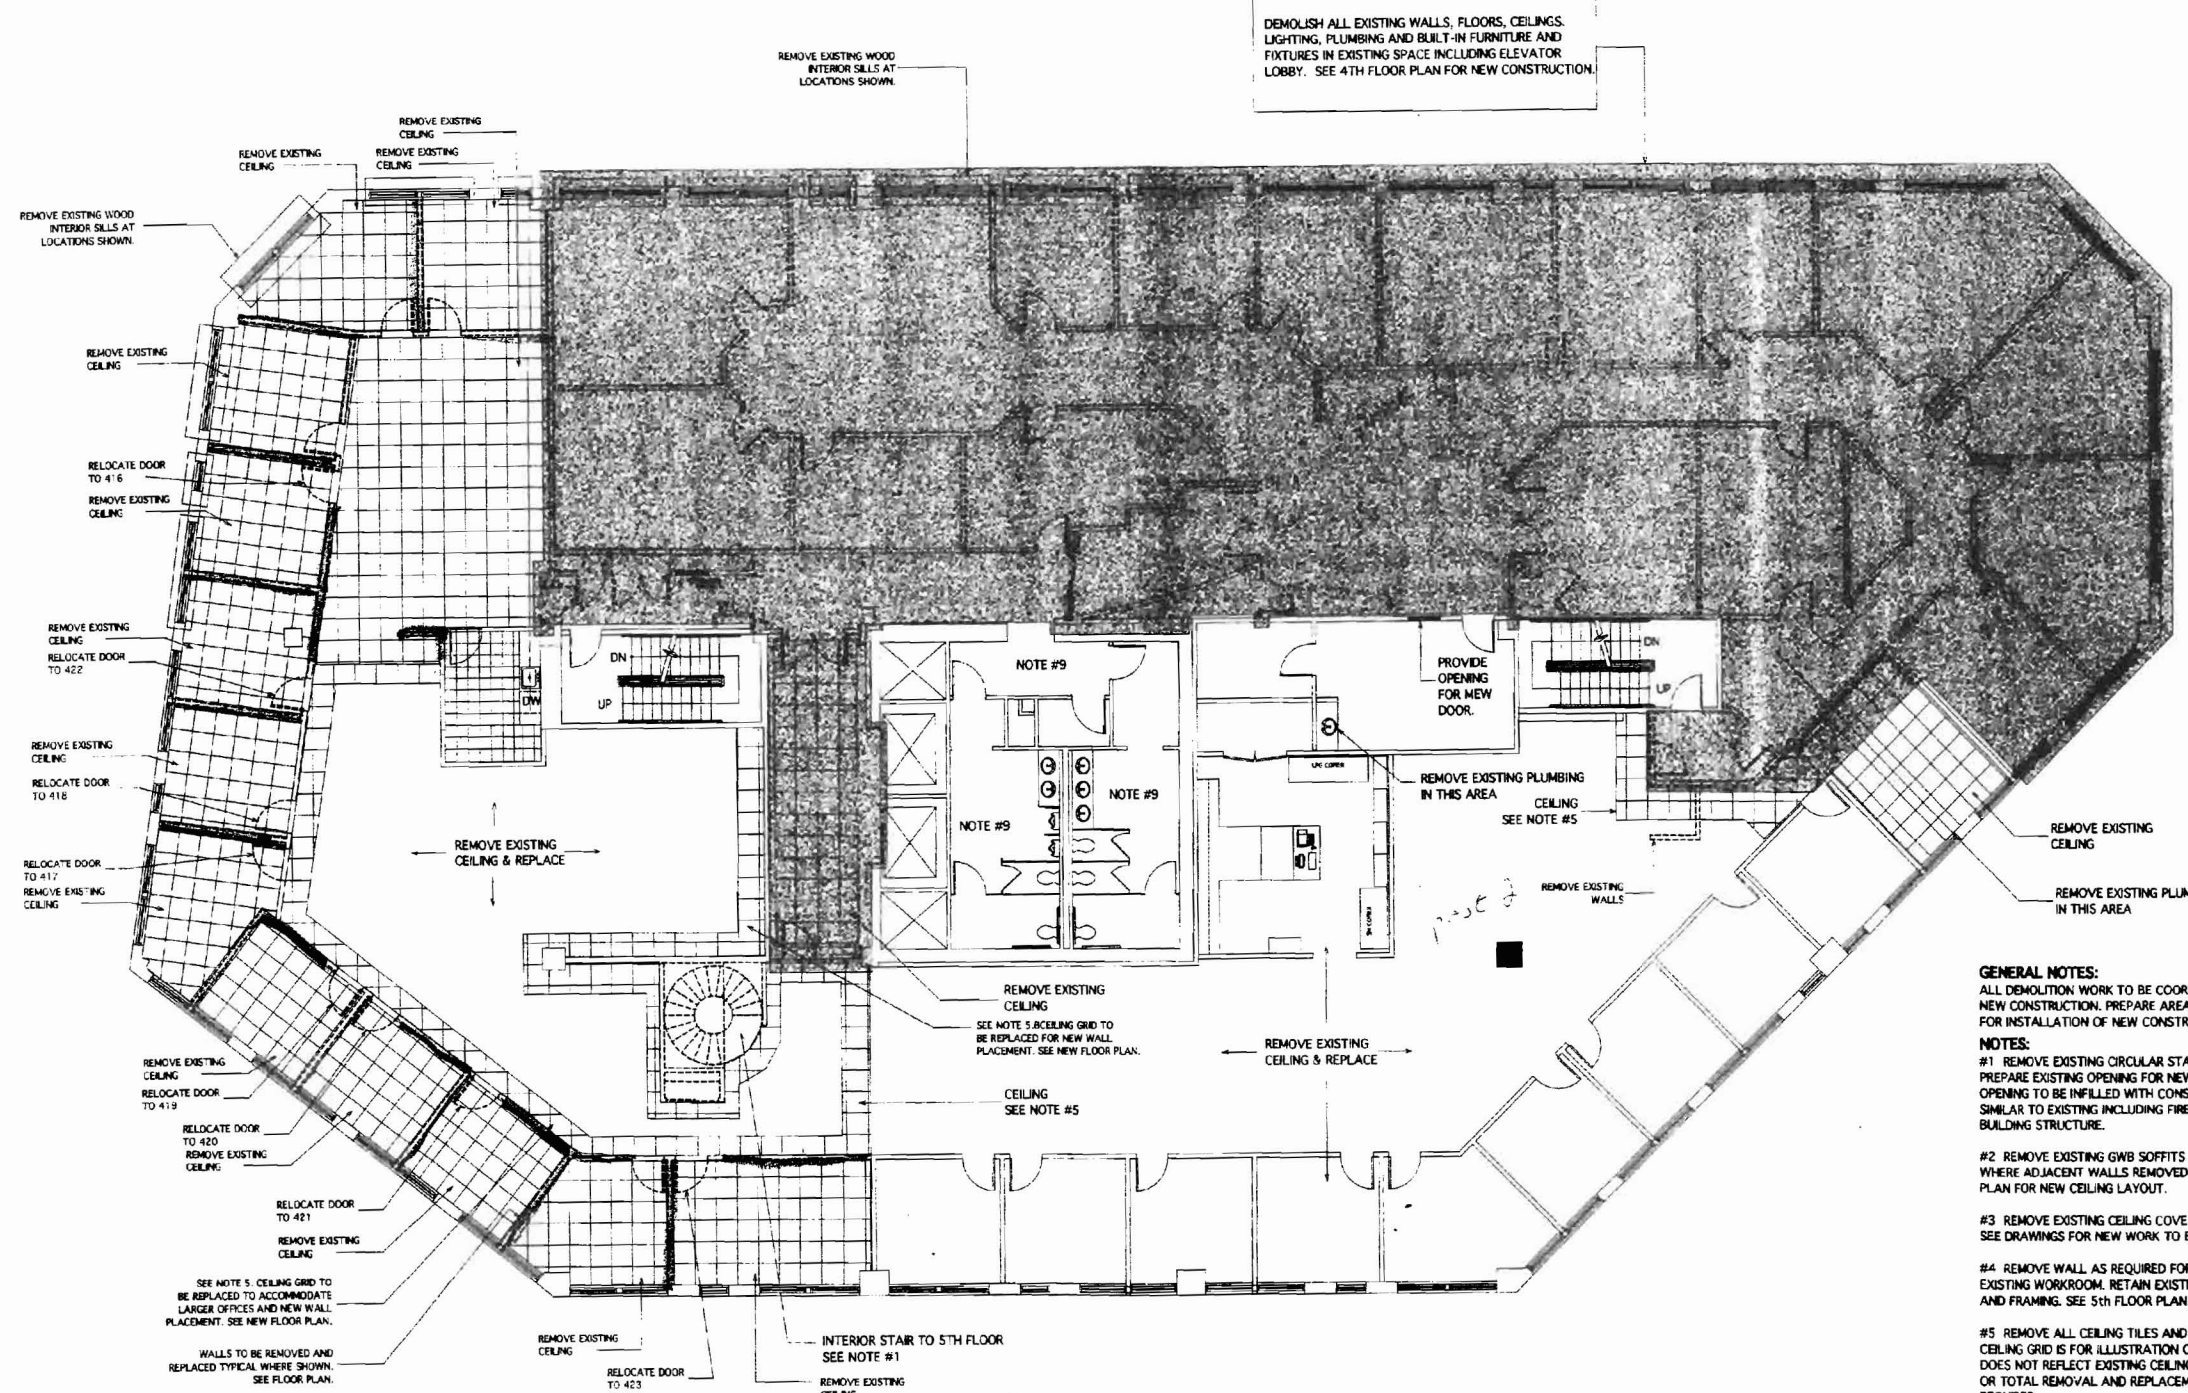 DEMOLISH ALL EXISTING WALLS, FLOORS, CEILINGS.
LIGHTING, PLUMBING AND BUILT-IN FURNITURE AND
FIXTURES IN EXISTING SPACE INCLUDING ELEVATOR
LOBBY. SEE 4TH FLOOR PLAN FOR NEW CONSTRUCTION.
REMOVE EXISTING WOOD
INTERIOR SILLS AT
LOCATIONS SHOWN.
REMOVE EXISTING
CEILING
REMOVE EXISTING
CEILING
REMOVE EXISTING
CEILING
REMOVE EXISTING WOOD
INTERIOR SILLS AT
LOCATIONS SHOWN.
REMOVE EXISTING
CEILING
RELOCATE DOOR
TO 416
REMOVE EXISTING
CEILING
REMOVE EXISTING
CEILING
RELOCATE DOOR
TO 422
REMOVE EXISTING
CEILING
RELOCATE DOOR
TO 418
RELOCATE DOOR
TO 417
REMOVE EXISTING
CEILING
REMOVE EXISTING
CEILING
RELOCATE DOOR
TO 419
RELOCATE DOOR
TO 420
REMOVE EXISTING
CEILING
RELOCATE DOOR
TO 421
REMOVE EXISTING
CEILING
SEE NOTE 5. CEILING GRID TO
BE REPLACED TO ACCOMMODATE
LARGER OFFICES AND NEW WALL
PLACEMENT. SEE NEW FLOOR PLAN.
WALLS TO BE REMOVED AND
REPLACED TYPICAL WHERE SHOWN.
SEE FLOOR PLAN.
REMOVE EXISTING
CEILING
RELOCATE DOOR
TO 423
INTERIOR STAIR TO 5TH FLOOR
SEE NOTE #1
REMOVE EXISTING
DN
UP
DW
REMOVE EXISTING
CEILING & REPLACE
NOTE #9
NOTE #9
NOTE #9
PROVIDE
OPENING
FOR MEW
DOOR.
DN
UP
REMOVE EXISTING PLUMBING
IN THIS AREA
CEILING
SEE NOTE #5
REMOVE EXISTING
WALLS
REMOVE EXISTING
CEILING
SEE NOTE 5.8CEILING GRID TO
BE REPLACED FOR NEW WALL
PLACEMENT. SEE NEW FLOOR PLAN.
CEILING
SEE NOTE #5
REMOVE EXISTING
CEILING & REPLACE
REMOVE EXISTING
CEILING
REMOVE EXISTING PLUM
IN THIS AREA
GENERAL NOTES:
ALL DEMOLITION WORK TO BE COOR
NEW CONSTRUCTION. PREPARE AREA
FOR INSTALLATION OF NEW CONSTR
NOTES:
#1 REMOVE EXISTING CIRCULAR STA
PREPARE EXISTING OPENING FOR NEW
OPENING TO BE INFILLED WITH CONS
SIMILAR TO EXISTING INCLUDING FIRE
BUILDING STRUCTURE.
#2 REMOVE EXISTING GWB SOFFITS
WHERE ADJACENT WALLS REMOVED
PLAN FOR NEW CEILING LAYOUT.
#3 REMOVE EXISTING CEILING COVE
SEE DRAWINGS FOR NEW WORK TO B
#4 REMOVE WALL AS REQUIRED FOR
EXISTING WORKROOM. RETAIN EXISTI
AND FRAMING. SEE 5th FLOOR PLAN
#5 REMOVE ALL CEILING TILES AND
CEILING GRID IS FOR ILLUSTRATION O
DOES NOT REFLECT EXISTING CEILING
OR TOTAL REMOVAL AND REPLACEM